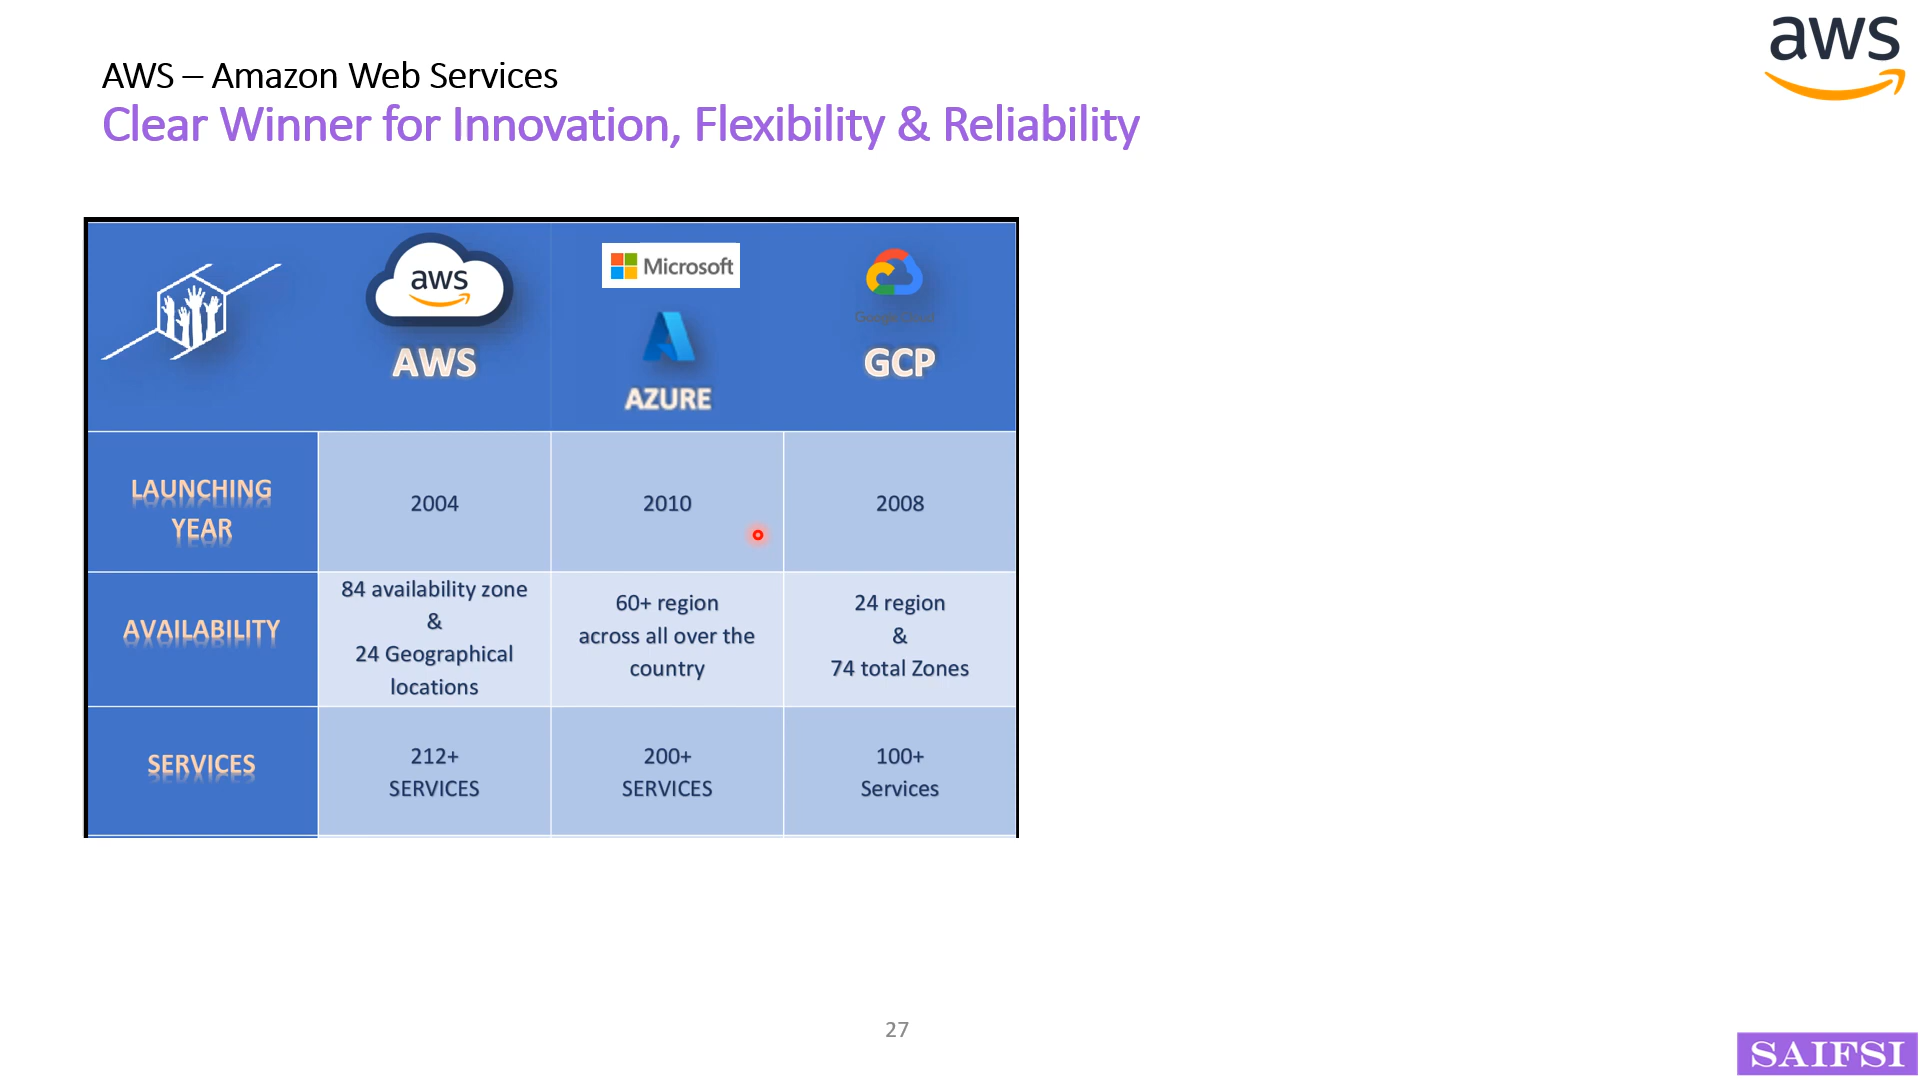 aws
AWS – Amazon Web Services
Clear Winner for Innovation, Flexibility & Reliability
aws
AWS
Microsoft
AZURE
Google Cloud
GCP
LAUNCHING
YEAR
2004
2010
2008
AVAILABILITY
84 availability zone
&
24 Geographical
locations
60+ region
across all over the
country
24 region
&
74 total Zones
SERVICES
212+
SERVICES
200+
SERVICES
100+
Services
27
SAIFSI